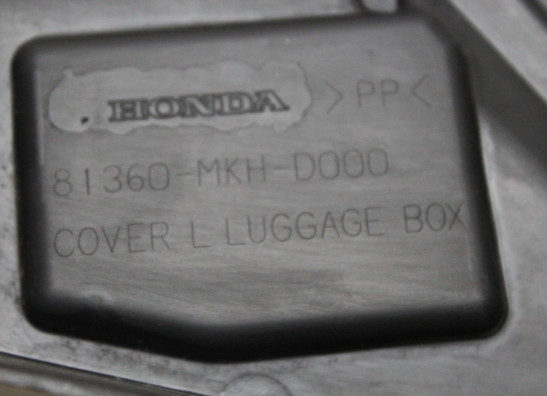 HONDA >PP<
81360-MKH-D000
COVER L LUGGAGE BOX